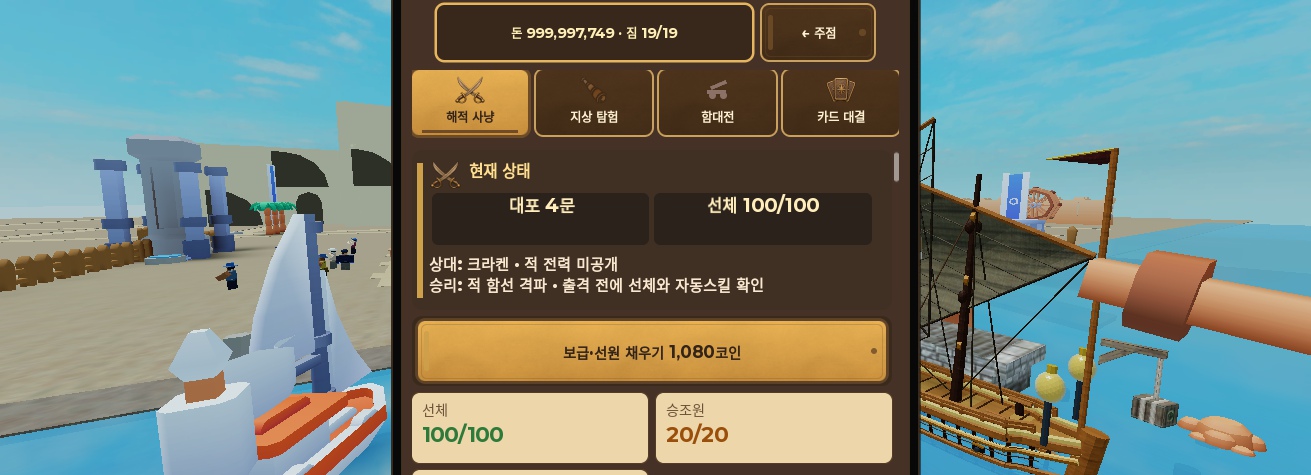 돈 999,997,749 · 짐 19/19
← 주점
해적 사냥
지상 탐험
함대전
카드 대결
현재 상태
대포 4문
선체 100/100
상대: 크라켄 • 적 전력 미공개
승리: 적 함선 격파 • 출격 전에 선체와 자동스킬 확인
보급·선원 채우기 1,080코인
선체
승조원
100/100
20/20